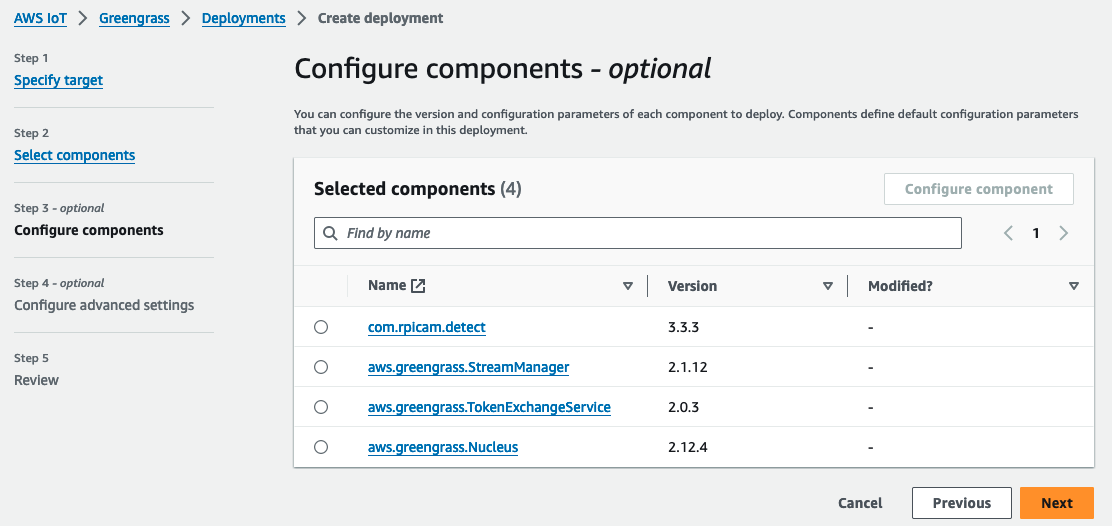 AWS IoT > Greengrass > Deployments > Create deployment
Step 1
Specify target
Step 2
Select components
Step 3 - optional
Configure components
Step 4 - optional
Configure advanced settings
Step 5
Review
Configure components - optional
You can configure the version and configuration parameters of each component to deploy. Components define default configuration parameters
that you can customize in this deployment.
Selected components (4)
Configure component
Find by name
1
Name Version Modified?
com.rpicam.detect 3.3.3 -
aws.greengrass.StreamManager 2.1.12 -
aws.greengrass.TokenExchangeService 2.0.3 -
aws.greengrass.Nucleus 2.12.4 -
Cancel Previous Next